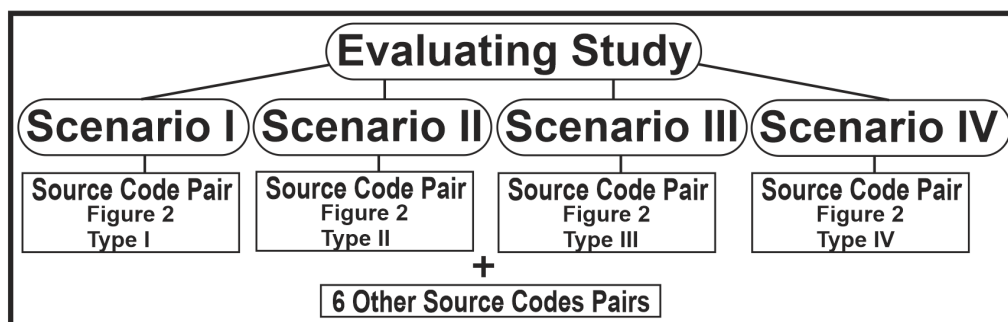 Evaluating Study
Scenario I
Scenario II
Scenario III
Scenario IV
Source Code Pair
Figure 2
Type I
Source Code Pair
Figure 2
Type II
Source Code Pair
Figure 2
Type III
Source Code Pair
Figure 2
Type IV
+
6 Other Source Codes Pairs